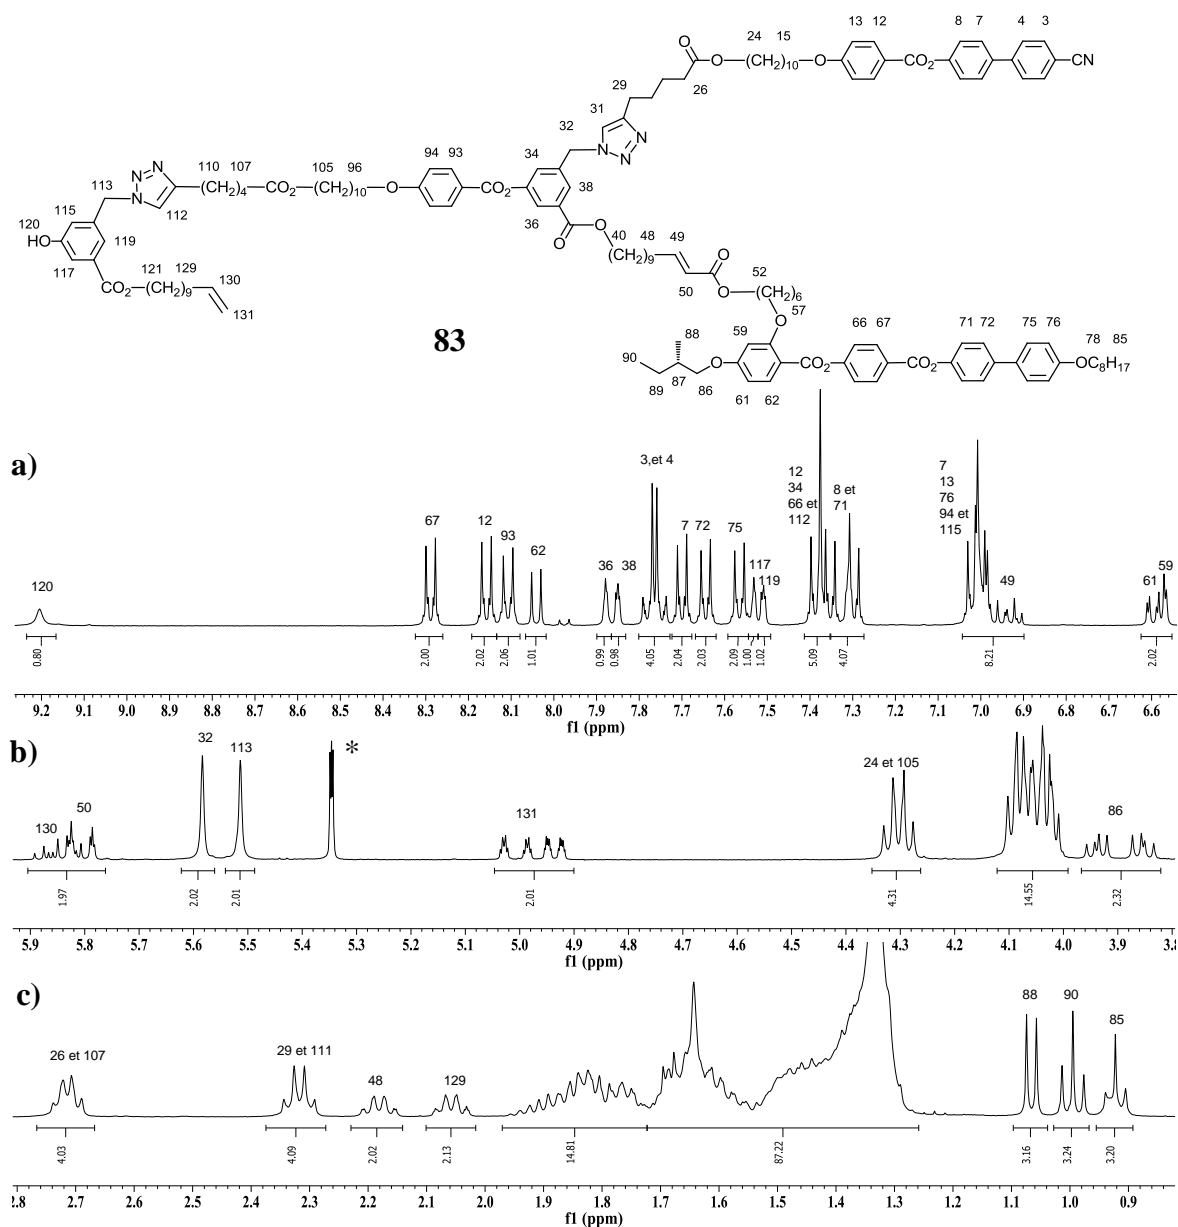 13 12 8 7 4 3
24 15
O
O (CH2)10 O CO2 CN
29 26
31
32 N N N
94 93 34
110 107 105 96
113 N N N (CH2)4 CO2 (CH2)10 O CO2 38
115 112 36
120 HO 119
O O 40 48 49
117 121 129 (CH2)9 O
CO2 (CH2)9 130 50 O 52
131 (CH2)6
83 57
88 59 O 66 67 71 72 75 76
90 78 85
O CO2 CO2 OC8H17
89 87 86 61 62
a)
3,et 4
12
34
66 et
112
8 et
71
7
13
76
94 et
115
67 12 93 62 36 38 7 72 75 117 119 49 61 59
120
0.80 2.00 2.02 2.06 1.01 0.99 0.98 4.05 2.04 2.03 2.09 1.00 1.02 5.09 4.07 8.21 2.02
9.2 9.1 9.0 8.9 8.8 8.7 8.6 8.5 8.4 8.3 8.2 8.1 8.0 7.9 7.8 7.7 7.6 7.5 7.4 7.3 7.2 7.1 7.0 6.9 6.8 6.7 6.6
f1 (ppm)
b)
130 50 32 113 * 131 24 et 105 86
1.97 2.02 2.01 2.01 4.31 14.55 2.32
5.9 5.8 5.7 5.6 5.5 5.4 5.3 5.2 5.1 5.0 4.9 4.8 4.7 4.6 4.5 4.4 4.3 4.2 4.1 4.0 3.9 3.8
f1 (ppm)
c)
26 et 107 29 et 111 48 129 88 90 85
4.03 4.09 2.02 2.13 14.81 87.22 3.16 3.24 3.20
2.8 2.7 2.6 2.5 2.4 2.3 2.2 2.1 2.0 1.9 1.8 1.7 1.6 1.5 1.4 1.3 1.2 1.1 1.0 0.9
f1 (ppm)